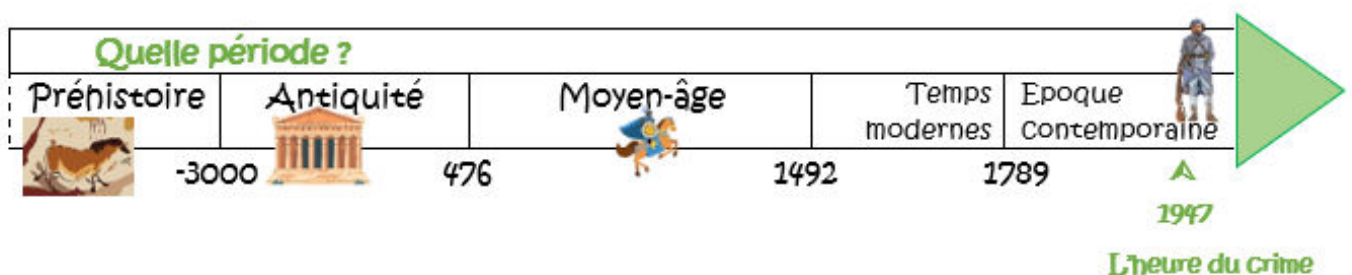 Quelle période ?
Préhistoire
Antiquité
Moyen-âge
Temps
modernes
Epoque
Contemporaine
-3000
476
1492
1789
1947
L'heure du crime